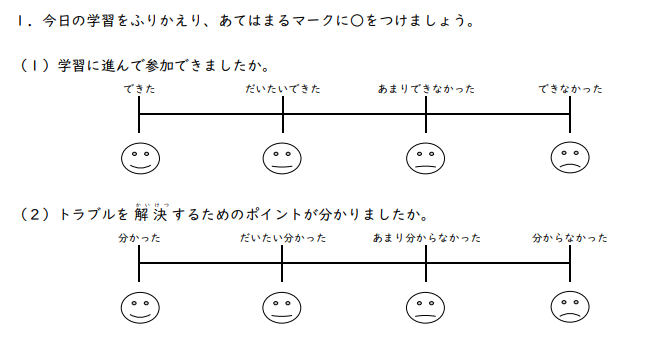 １．今日の学習をふりかえり、あてはまるマークに〇をつけましょう。
（１）学習に進んで参加できましたか。
できた　だいたいできた　あまりできなかった　できなかった
（２）トラブルを解決するためのポイントが分かりましたか。
かいけつ
分かった　だいたい分かった　あまり分からなかった　分からなかった